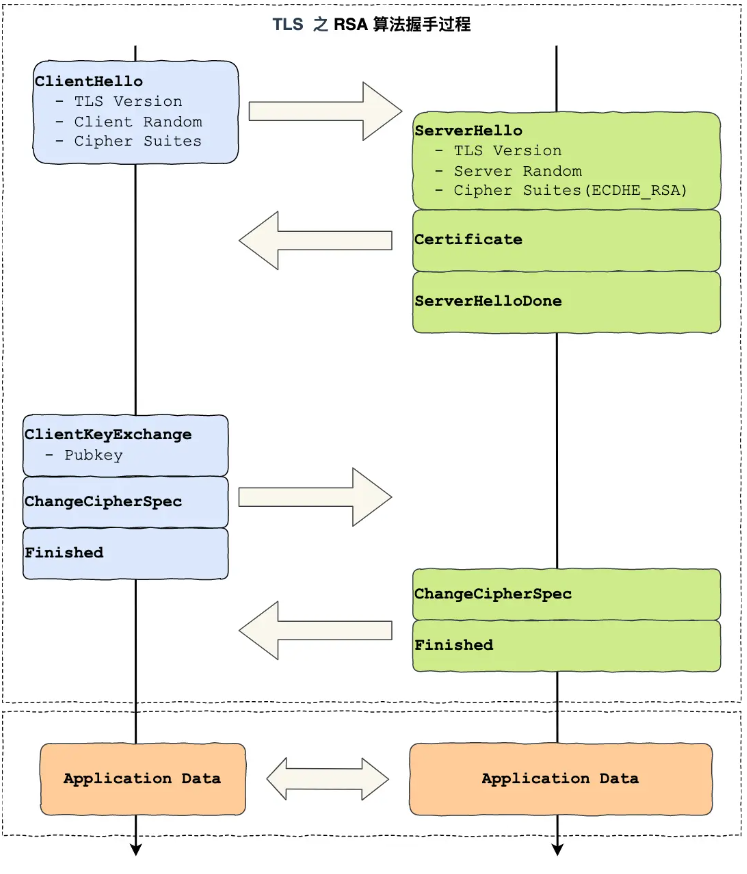 TLS 之 RSA 算法握手过程
ClientHello
- TLS Version
- Client Random
- Cipher Suites
ServerHello
- TLS Version
- Server Random
- Cipher Suites(ECDHE_RSA)
Certificate
ServerHelloDone
ClientKeyExchange
- Pubkey
ChangeCipherSpec
Finished
ChangeCipherSpec
Finished
Application Data
Application Data